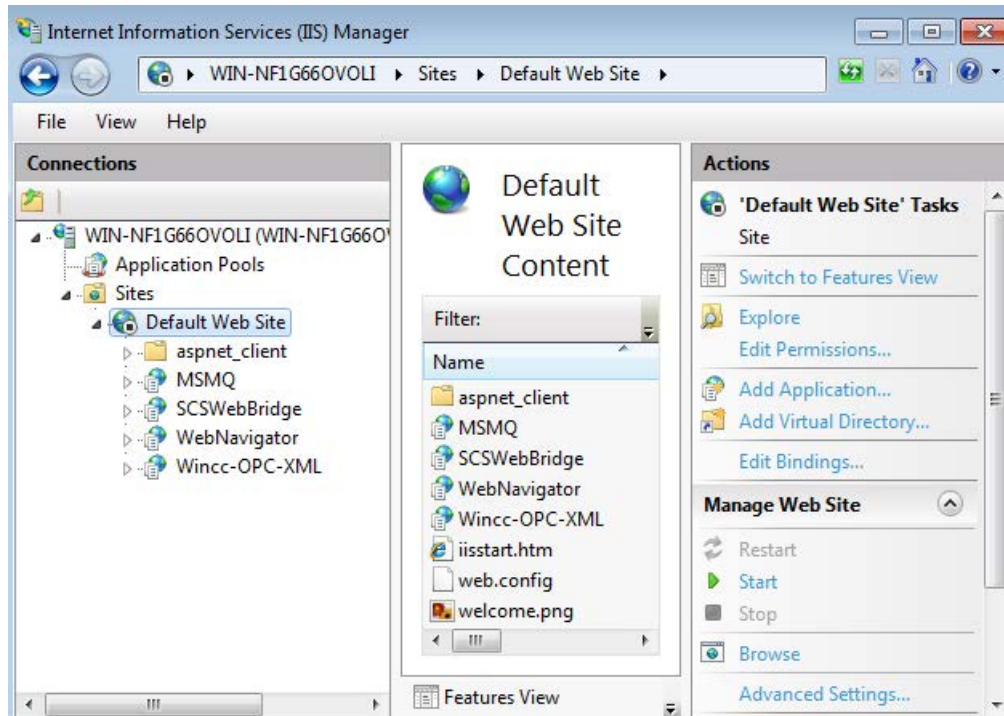 Internet Information Services (IIS) Manager
WIN-NF1G66OVOLI Sites Default Web Site
File View Help
Connections
WIN-NF1G66OVOLI (WIN-NF1G66O
Application Pools
Sites
Default Web Site
aspnet_client
MSMQ
SCSWebBridge
WebNavigator
Wincc-OPC-XML
Default
Web Site
Content
Filter:
Name
aspnet_client
MSMQ
SCSWebBridge
WebNavigator
Wincc-OPC-XML
iisstart.htm
web.config
welcome.png
Features View
Actions
'Default Web Site' Tasks
Site
Switch to Features View
Explore
Edit Permissions...
Add Application...
Add Virtual Directory...
Edit Bindings...
Manage Web Site
Restart
Start
Stop
Browse
Advanced Settings...